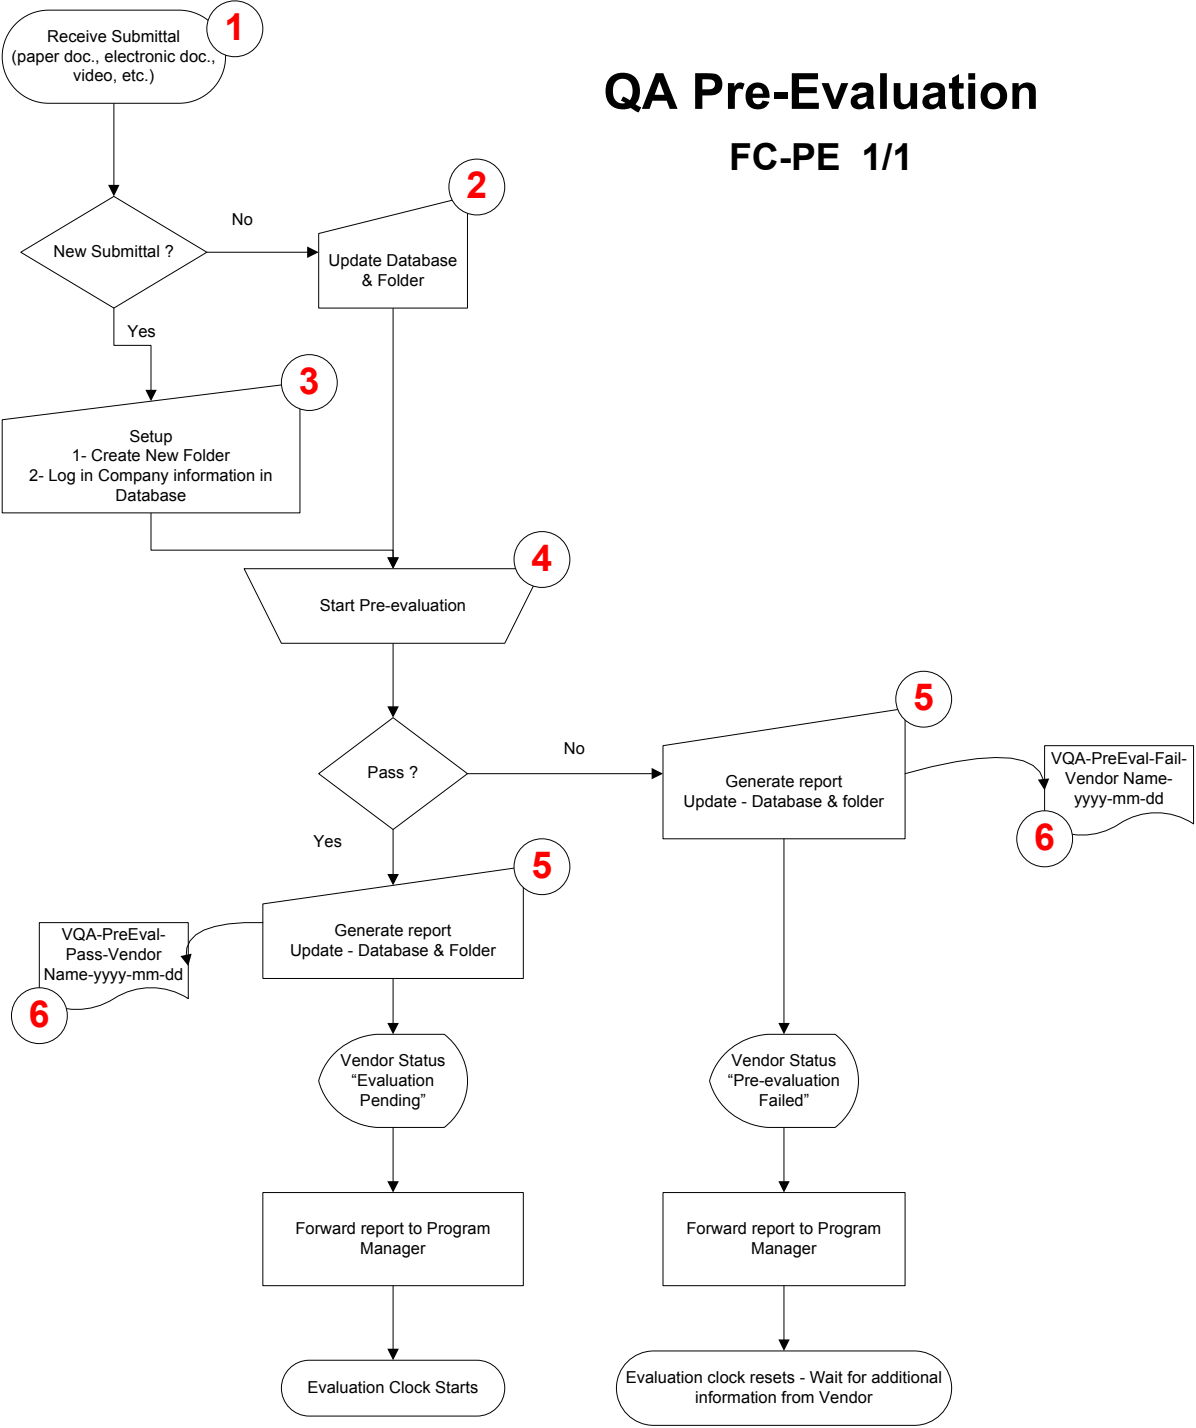 1
Receive Submittal
(paper doc., electronic doc.,
video, etc.)
QA Pre-Evaluation
FC-PE 1/1
2
No
New Submittal ?
Update Database
& Folder
Yes
3
Setup
1- Create New Folder
2- Log in Company information in
Database
4
Start Pre-evaluation
5
Pass ?
No
Generate report
Update - Database & folder
VQA-PreEval-Fail-
Vendor Name-
yyyy-mm-dd
6
Yes
5
Generate report
Update - Database & Folder
VQA-PreEval-
Pass-Vendor
Name-yyyy-mm-dd
6
Vendor Status
“Evaluation
Pending”
Vendor Status
“Pre-evaluation
Failed”
Forward report to Program
Manager
Forward report to Program
Manager
Evaluation Clock Starts
Evaluation clock resets - Wait for additional
information from Vendor